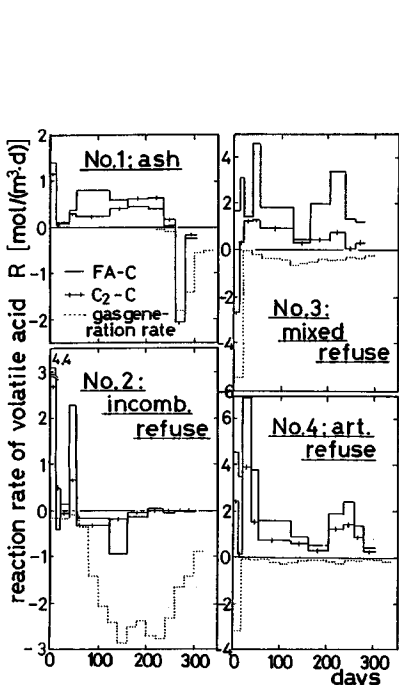 reaction rate of volatile acid R [mol/(m³·d)]
2
1
0
-1
-2
No.1: ash
FA-C
C₂-C
gas gene-
ration rate
4
2
0
-2
-4
6
No.3:
mixed
refuse
4.4
3
2
1
0
-1
-2
-3
No.2:
incomb.
refuse
0
100
200
300
6
4
2
0
-2
-4
No.4: art.
refuse
0
100
200
300
days